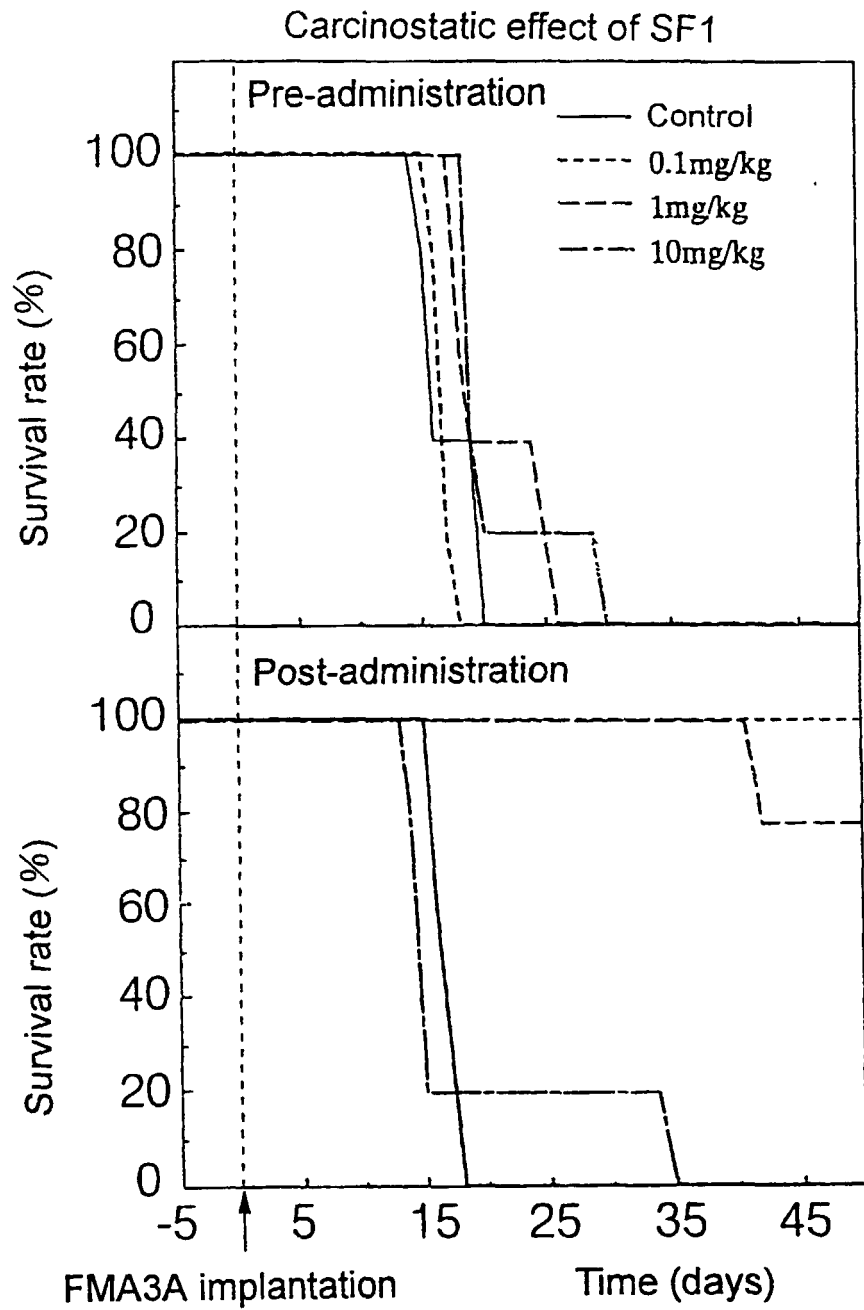 Carcinostatic effect of SF1
Pre-administration
Control
0.1mg/kg
1mg/kg
10mg/kg
100
80
60
40
20
0
Survival rate (%)
Post-administration
100
80
60
40
20
0
Survival rate (%)
-5 5 15 25 35 45
FMA3A implantation
Time (days)